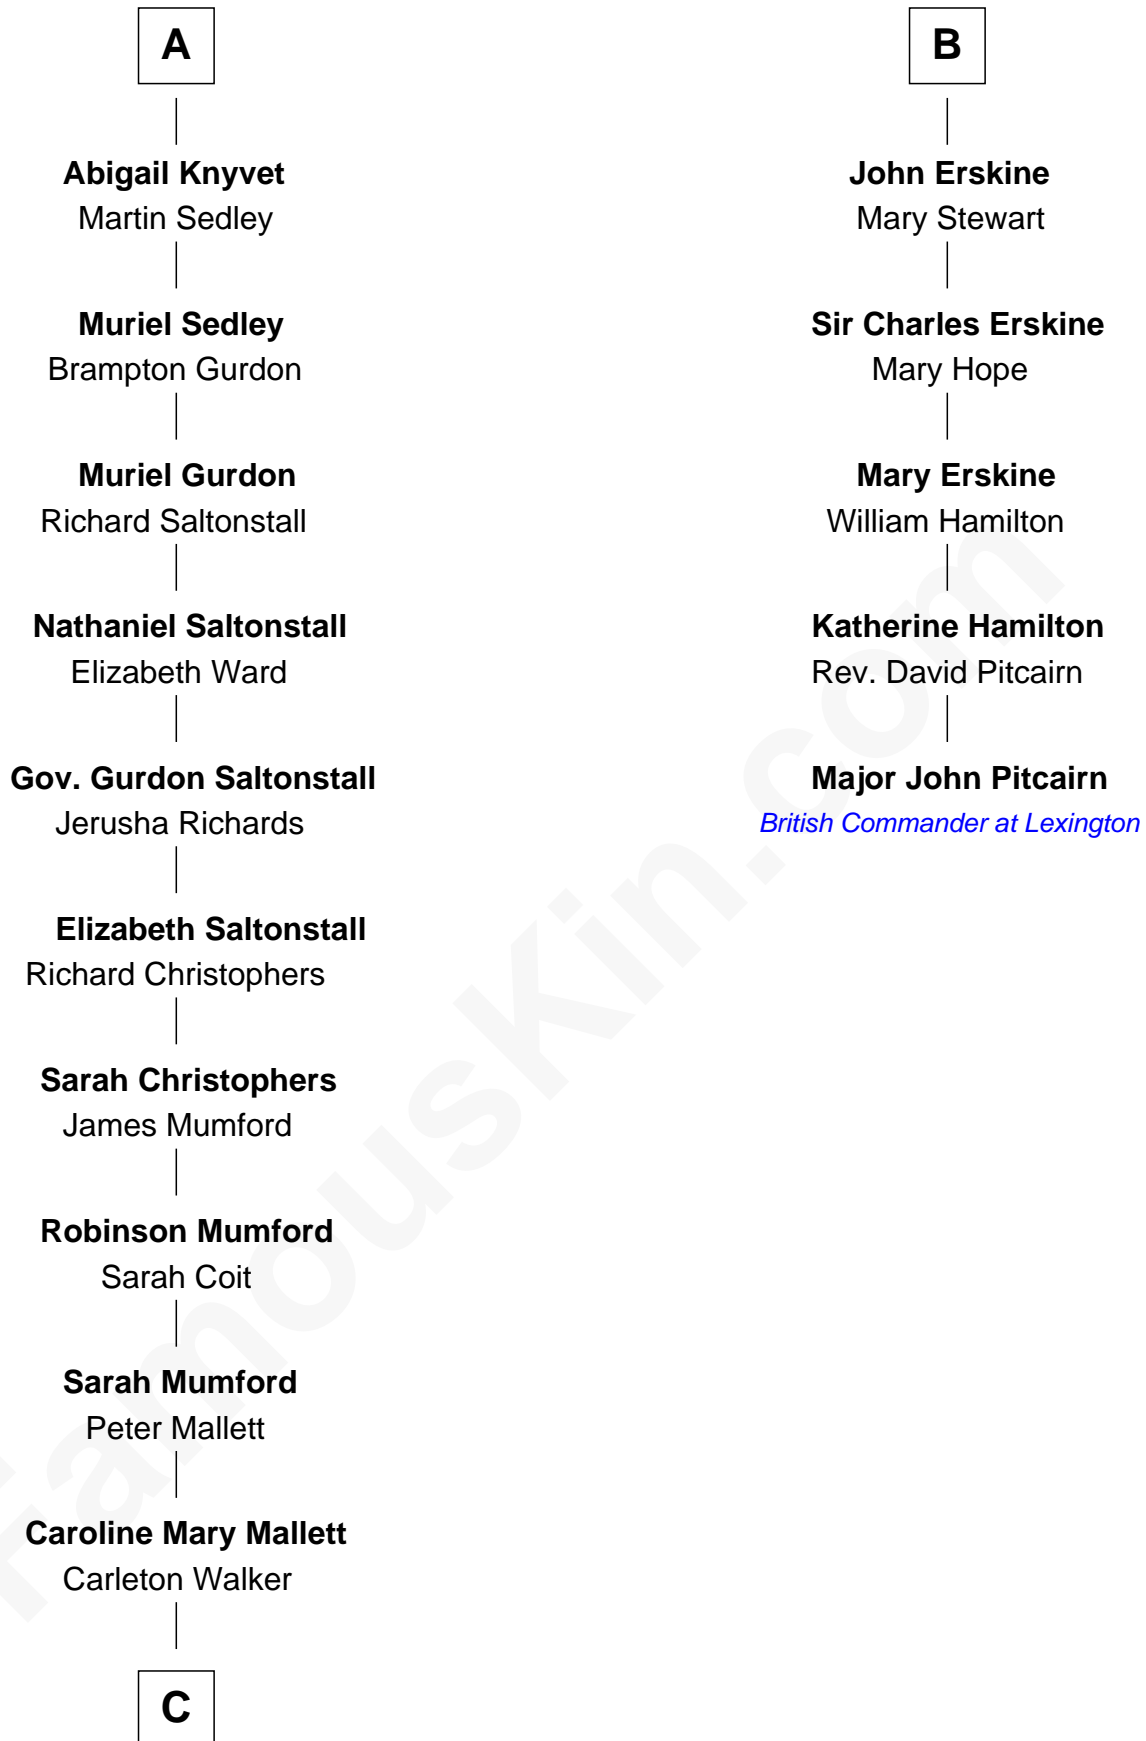 A
Abigail Knyvet
Martin Sedley
Muriel Sedley
Brampton Gurdon
Muriel Gurdon
Richard Saltonstall
Nathaniel Saltonstall
Elizabeth Ward
Gov. Gurdon Saltonstall
Jerusha Richards
Elizabeth Saltonstall
Richard Christophers
Sarah Christophers
James Mumford
Robinson Mumford
Sarah Coit
Sarah Mumford
Peter Mallett
Caroline Mary Mallett
Carleton Walker
C
B
John Erskine
Mary Stewart
Sir Charles Erskine
Mary Hope
Mary Erskine
William Hamilton
Katherine Hamilton
Rev. David Pitcairn
Major John Pitcairn
British Commander at Lexington
FamousKin.com